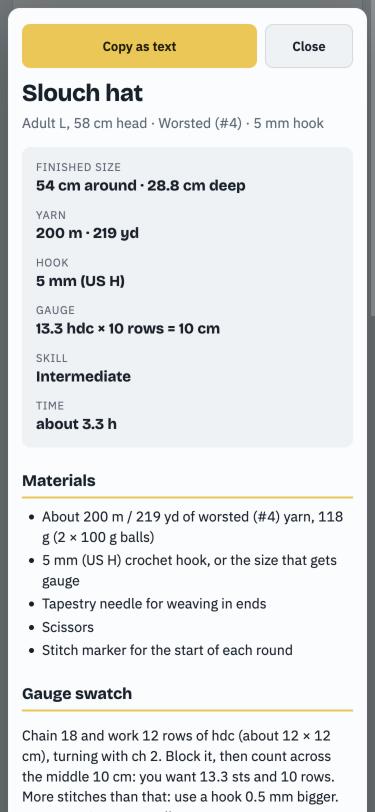 Copy as text
Close
Slouch hat
Adult L, 58 cm head · Worsted (#4) · 5 mm hook
FINISHED SIZE
54 cm around · 28.8 cm deep
YARN
200 m · 219 yd
HOOK
5 mm (US H)
GAUGE
13.3 hdc × 10 rows = 10 cm
SKILL
Intermediate
TIME
about 3.3 h
Materials
• About 200 m / 219 yd of worsted (#4) yarn, 118
g (2 × 100 g balls)
• 5 mm (US H) crochet hook, or the size that gets
gauge
• Tapestry needle for weaving in ends
• Scissors
• Stitch marker for the start of each round
Gauge swatch
Chain 18 and work 12 rows of hdc (about 12 × 12
cm), turning with ch 2. Block it, then count across
the middle 10 cm: you want 13.3 sts and 10 rows.
More stitches than that: use a hook 0.5 mm bigger.